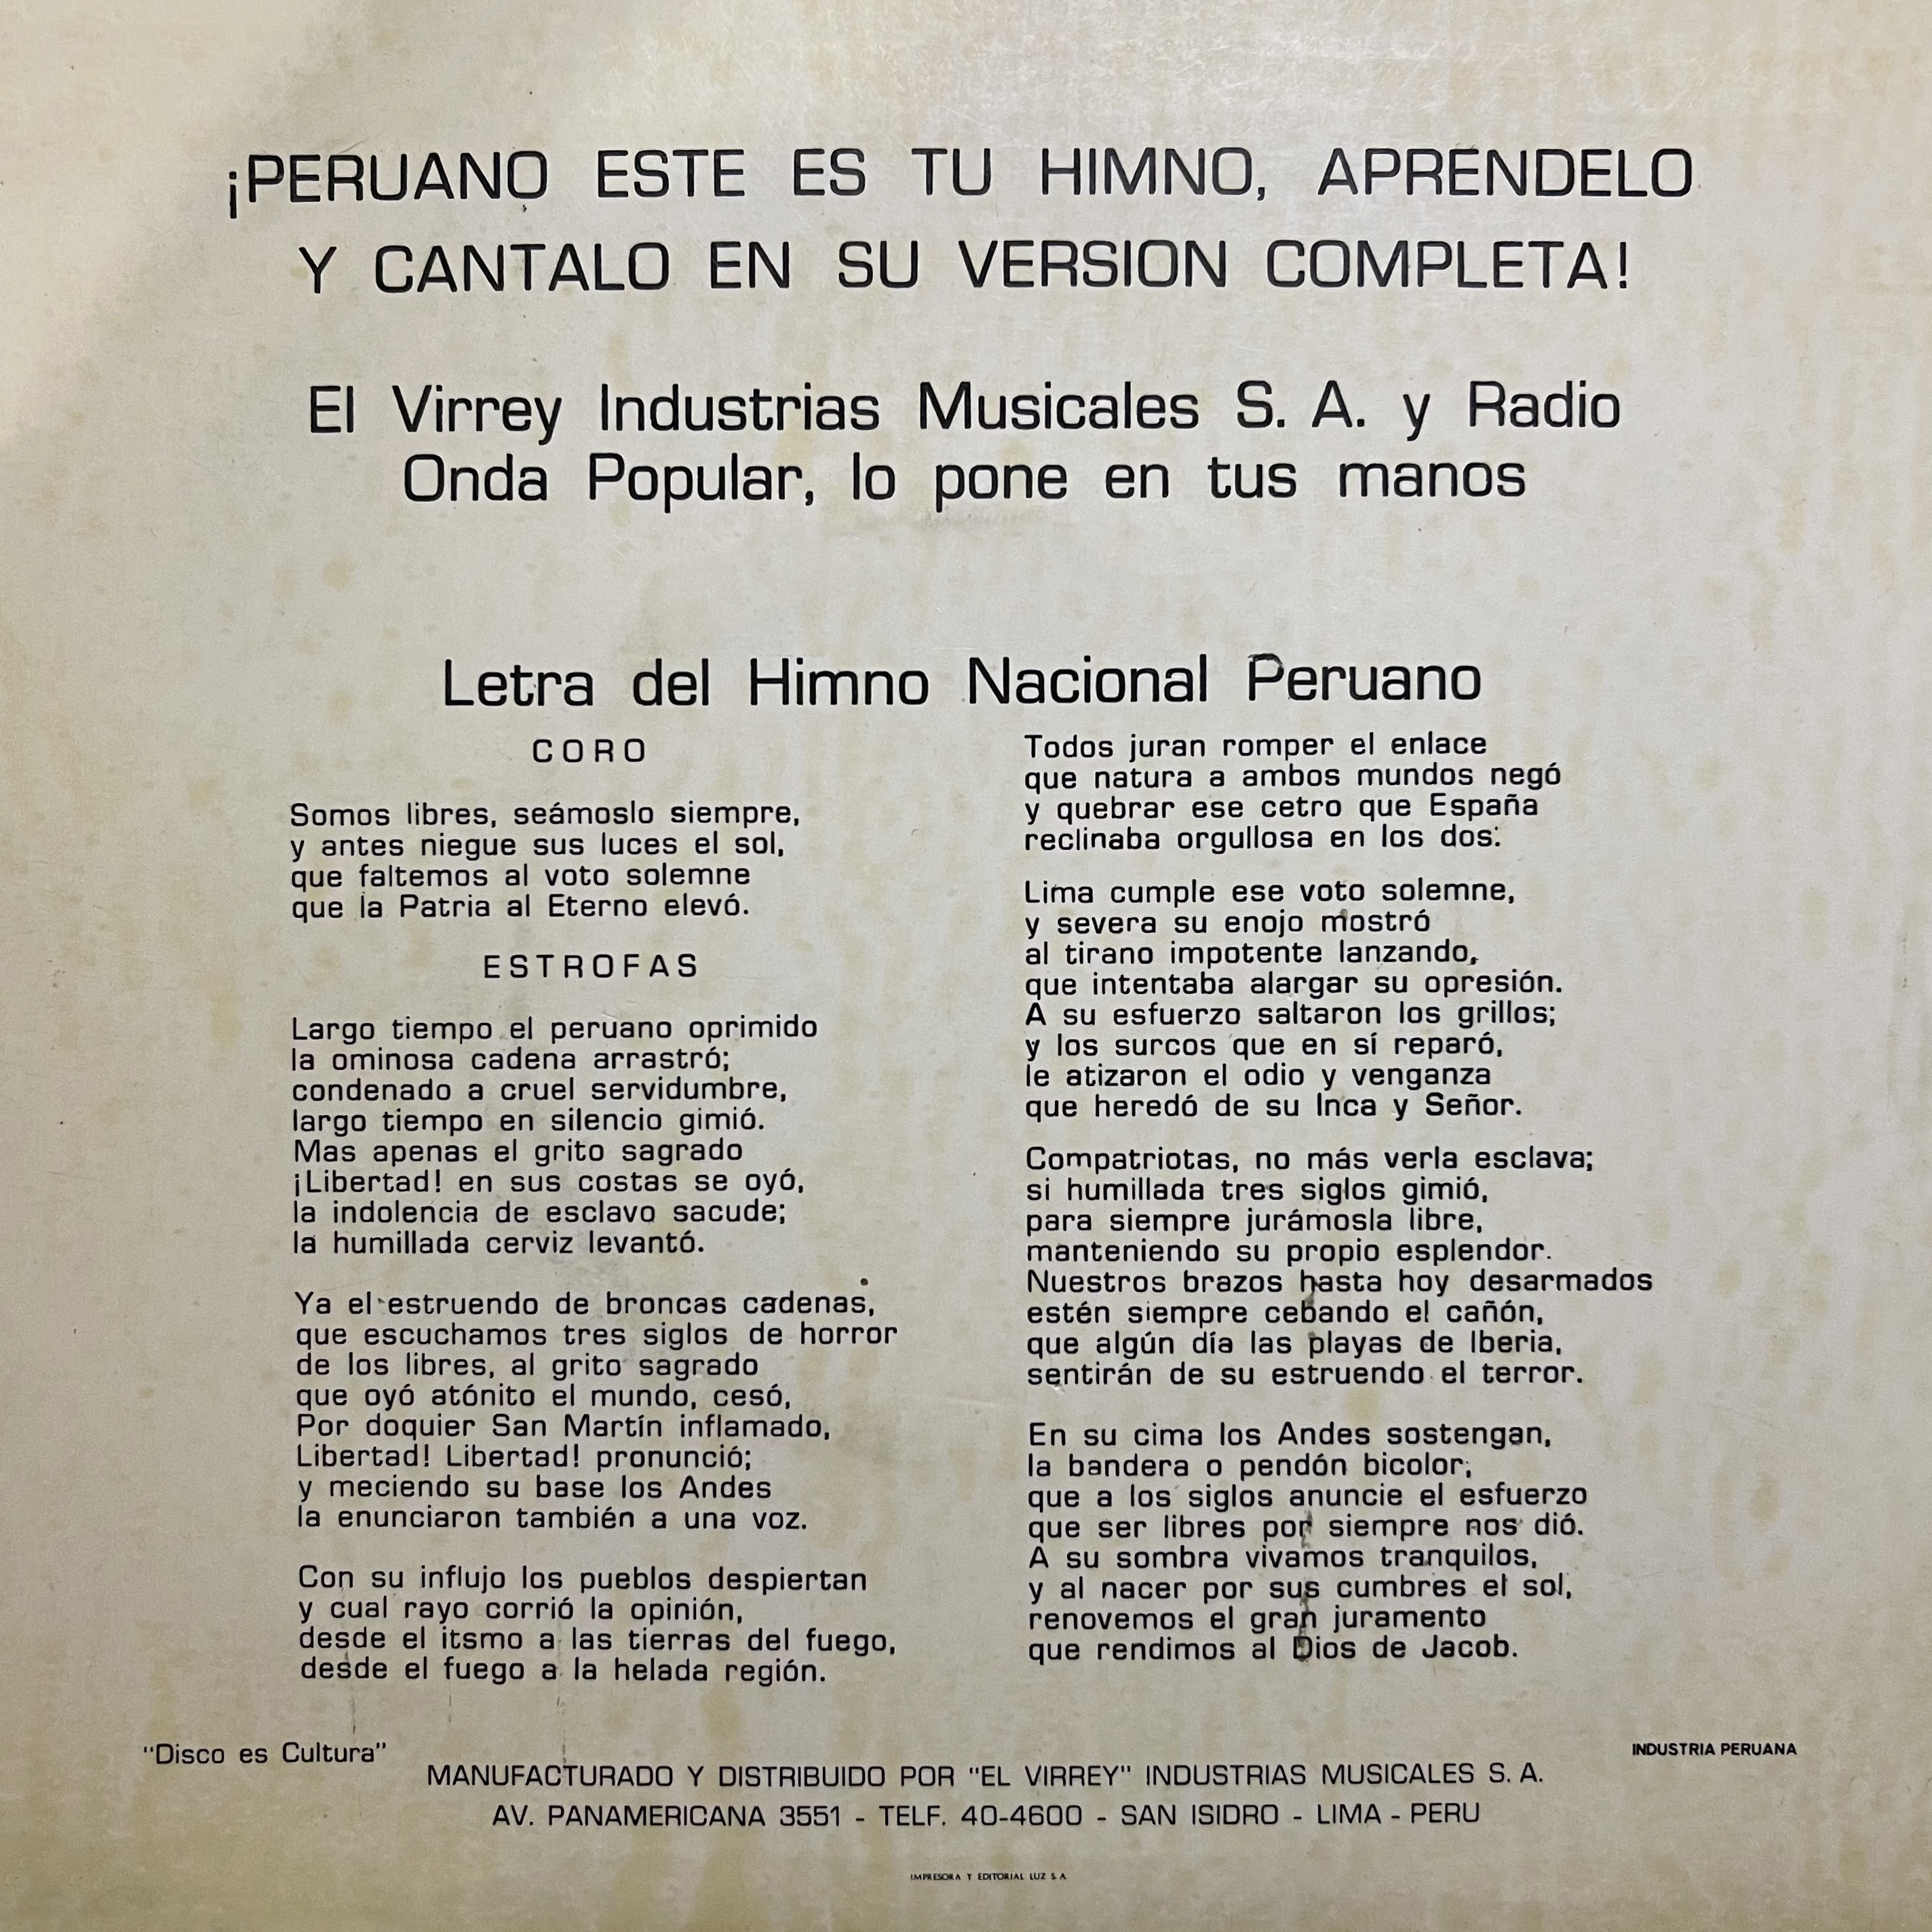 ¡PERUANO ESTE ES TU HIMNO, APRENDELO
Y CANTALO EN SU VERSION COMPLETA!
El Virrey Industrias Musicales S. A. y Radio
Onda Popular, lo pone en tus manos
Letra del Himno Nacional Peruano
CORO
Somos libres, seámoslo siempre,
y antes niegue sus luces el sol,
que faltemos al voto solemne
que la Patria al Eterno elevó.
ESTROFAS
Largo tiempo el peruano oprimido
la ominosa cadena arrastró;
condenado a cruel servidumbre,
largo tiempo en silencio gimió.
Mas apenas el grito sagrado
¡Libertad! en sus costas se oyó,
la indolencia de esclavo sacude;
la humillada cerviz levantó.
Ya el estruendo de broncas cadenas,
que escuchamos tres siglos de horror
de los libres, al grito sagrado
que oyó atónito el mundo, cesó,
Por doquier San Martín inflamado,
Libertad! Libertad! pronunció;
y meciendo su base los Andes
la enunciaron también a una voz.
Con su influjo los pueblos despiertan
y cual rayo corrió la opinión,
desde el itsmo a las tierras del fuego,
desde el fuego a la helada región.
Todos juran romper el enlace
que natura a ambos mundos negó
y quebrar ese cetro que España
reclinaba orgullosa en los dos:
Lima cumple ese voto solemne,
y severa su enojo mostró
al tirano impotente lanzando,
que intentaba alargar su opresión.
A su esfuerzo saltaron los grillos;
y los surcos que en sí reparó,
le atizaron el odio y venganza
que heredó de su Inca y Señor.
Compatriotas, no más verla esclava;
si humillada tres siglos gimió,
para siempre jurámosla libre,
manteniendo su propio esplendor.
Nuestros brazos hasta hoy desarmados
estén siempre cebando el cañón,
que algún día las playas de Iberia,
sentirán de su estruendo el terror.
En su cima los Andes sostengan,
la bandera o pendón bicolor;
que a los siglos anuncie el esfuerzo
que ser libres por siempre nos dió.
A su sombra vivamos tranquilos,
y al nacer por sus cumbres el sol,
renovemos el gran juramento
que rendimos al Dios de Jacob.
"Disco es Cultura"
INDUSTRIA PERUANA
MANUFACTURADO Y DISTRIBUIDO POR "EL VIRREY" INDUSTRIAS MUSICALES S. A.
AV. PANAMERICANA 3551 - TELF. 40-4600 - SAN ISIDRO - LIMA - PERU
IMPRESORA Y EDITORIAL LUZ S A